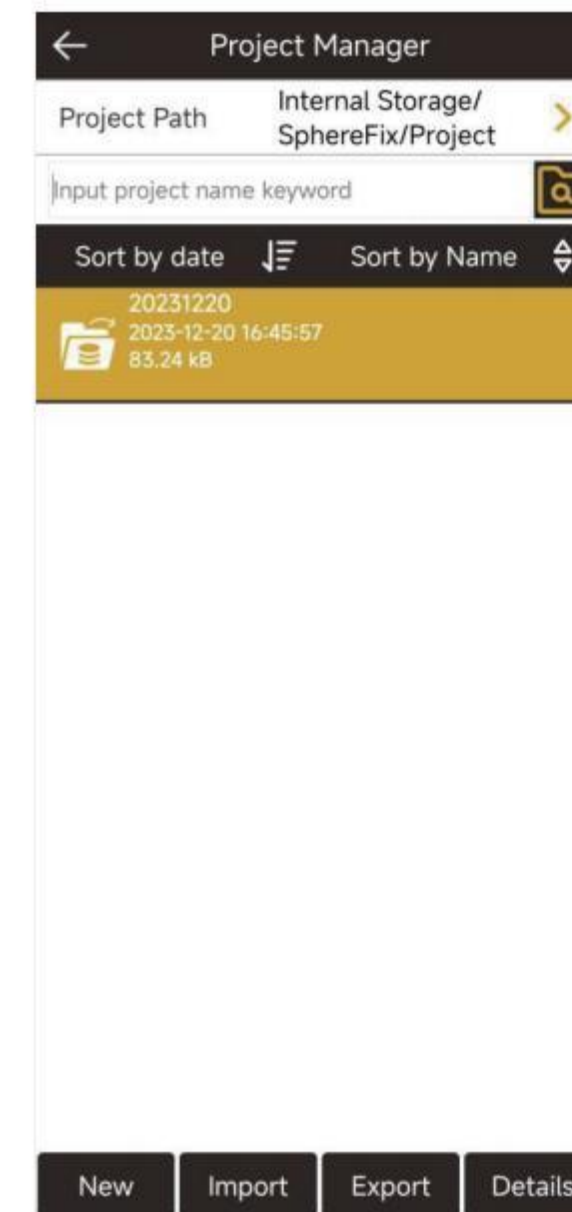 Project Manager
Project Path
Internal Storage/
SphereFix/Project
Input project name keyword
Sort by date
Sort by Name
20231220
2023-12-20 16:45:57
83.24 kB
New
Import
Export
Details